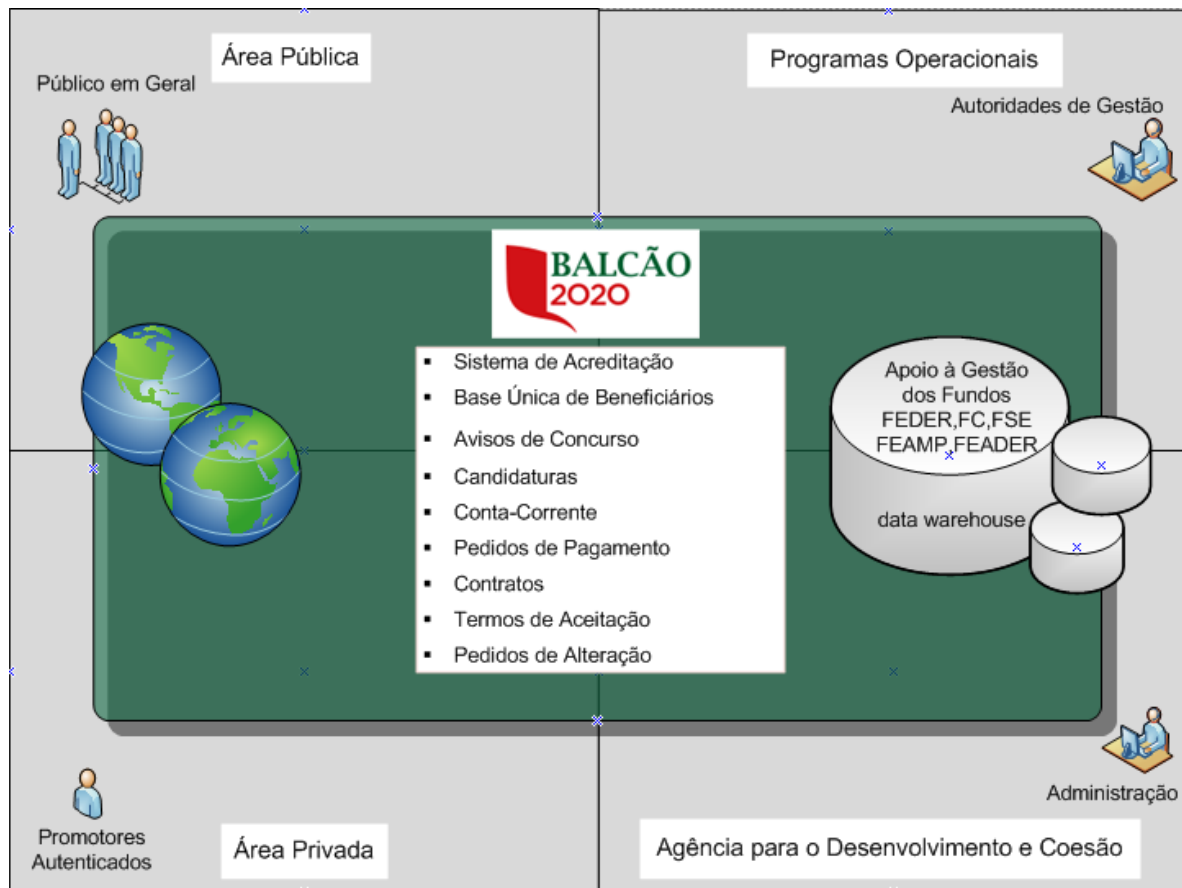 Área Pública
Programas Operacionais
Público em Geral
Autoridades de Gestão
BALCÃO
2020
▪ Sistema de Acreditação
▪ Base Única de Beneficiários
▪ Avisos de Concurso
▪ Candidaturas
▪ Conta-Corrente
▪ Pedidos de Pagamento
▪ Contratos
▪ Termos de Aceitação
▪ Pedidos de Alteração
Apoio à Gestão
dos Fundos
FEDER,FC,FSE
FEAMP,FEADER
data warehouse
Promotores
Autenticados
Área Privada
Administração
Agência para o Desenvolvimento e Coesão